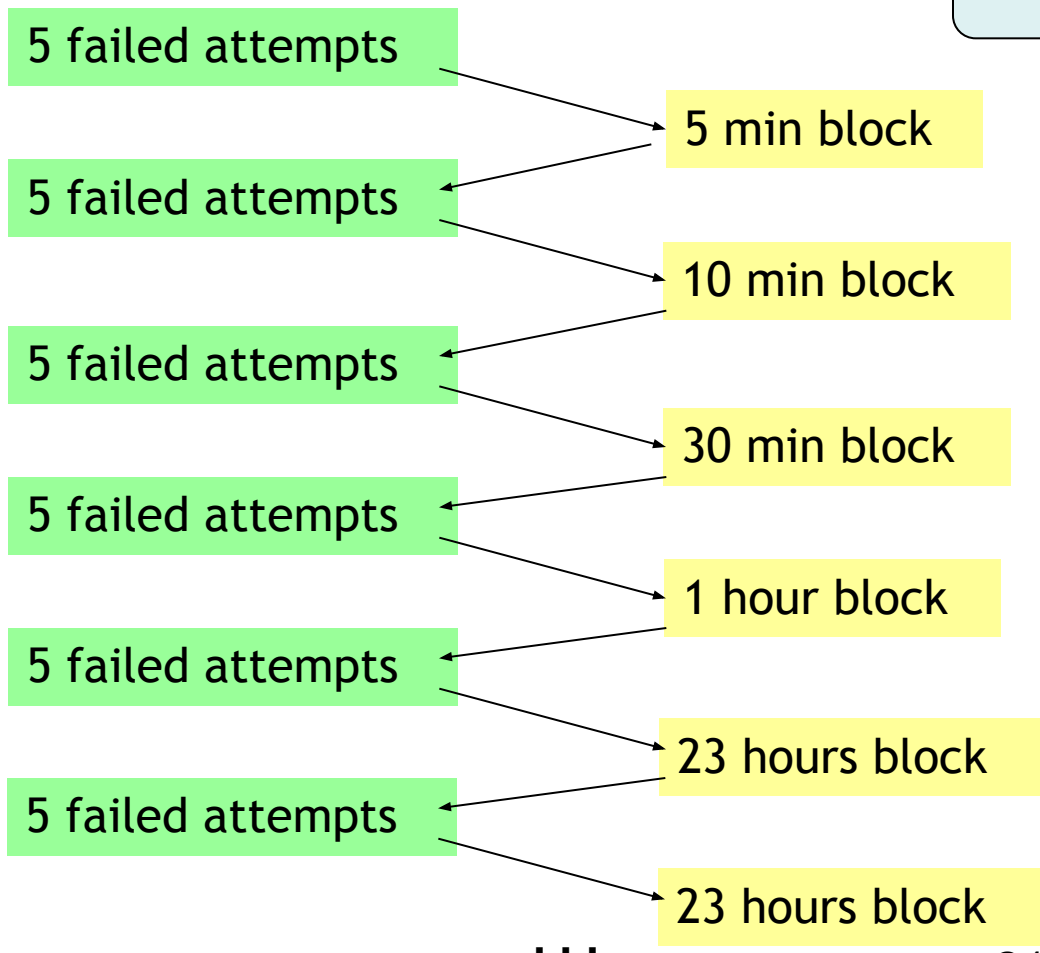 5 failed attempts
5 min block
5 failed attempts
10 min block
5 failed attempts
30 min block
5 failed attempts
1 hour block
5 failed attempts
23 hours block
5 failed attempts
23 hours block